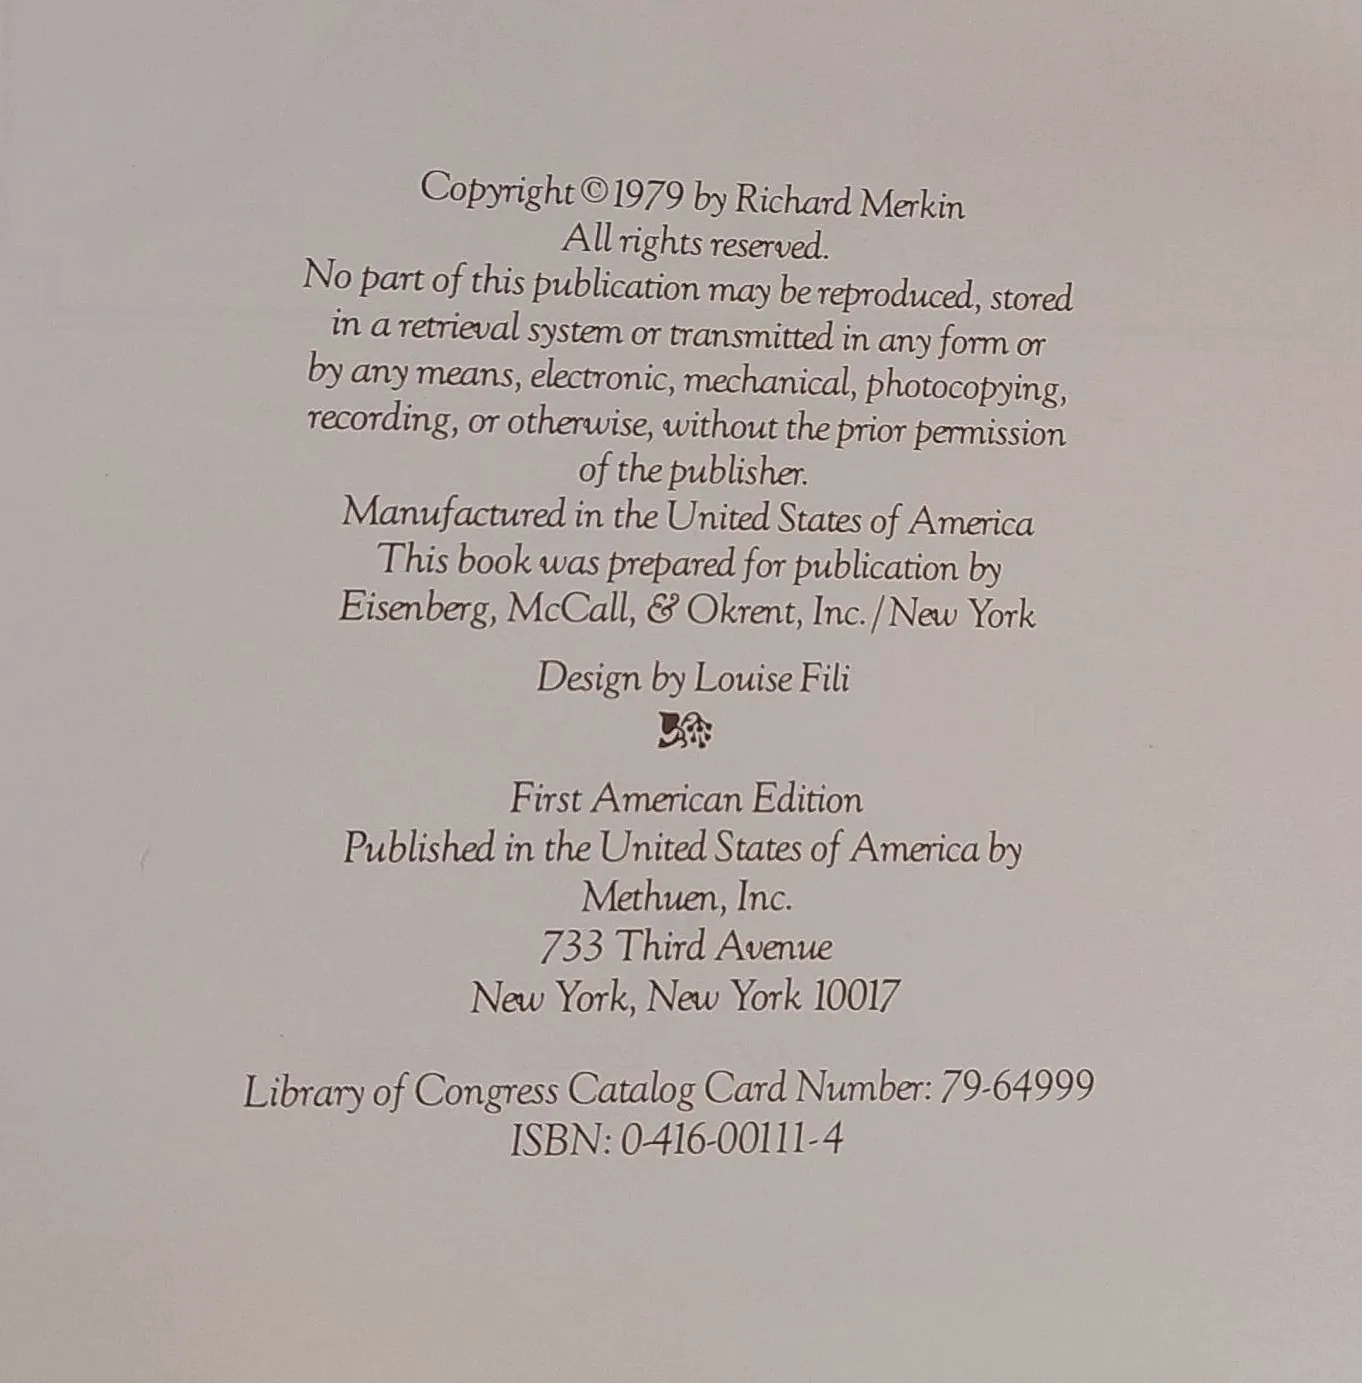 Copyright ©1979 by Richard Merkin
All rights reserved.
No part of this publication may be reproduced, stored
in a retrieval system or transmitted in any form or
by any means, electronic, mechanical, photocopying,
recording, or otherwise, without the prior permission
of the publisher.
Manufactured in the United States of America
This book was prepared for publication by
Eisenberg, McCall, & Okrent, Inc./New York
Design by Louise Fili
First American Edition
Published in the United States of America by
Methuen, Inc.
733 Third Avenue
New York, New York 10017
Library of Congress Catalog Card Number: 79-64999
ISBN: 0-416-00111-4